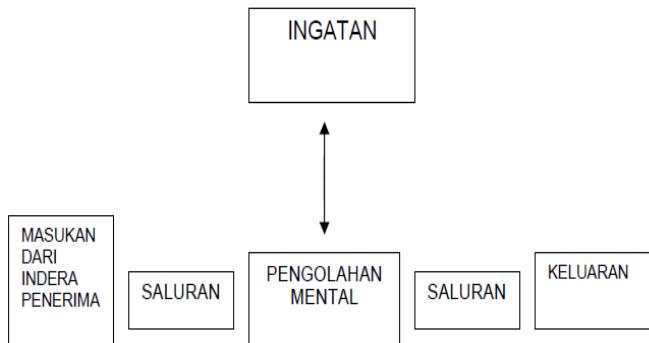 INGATAN
MASUKAN
DARI
INDERA
PENERIMA
SALURAN
PENGOLAHAN
MENTAL
SALURAN
KELUARAN